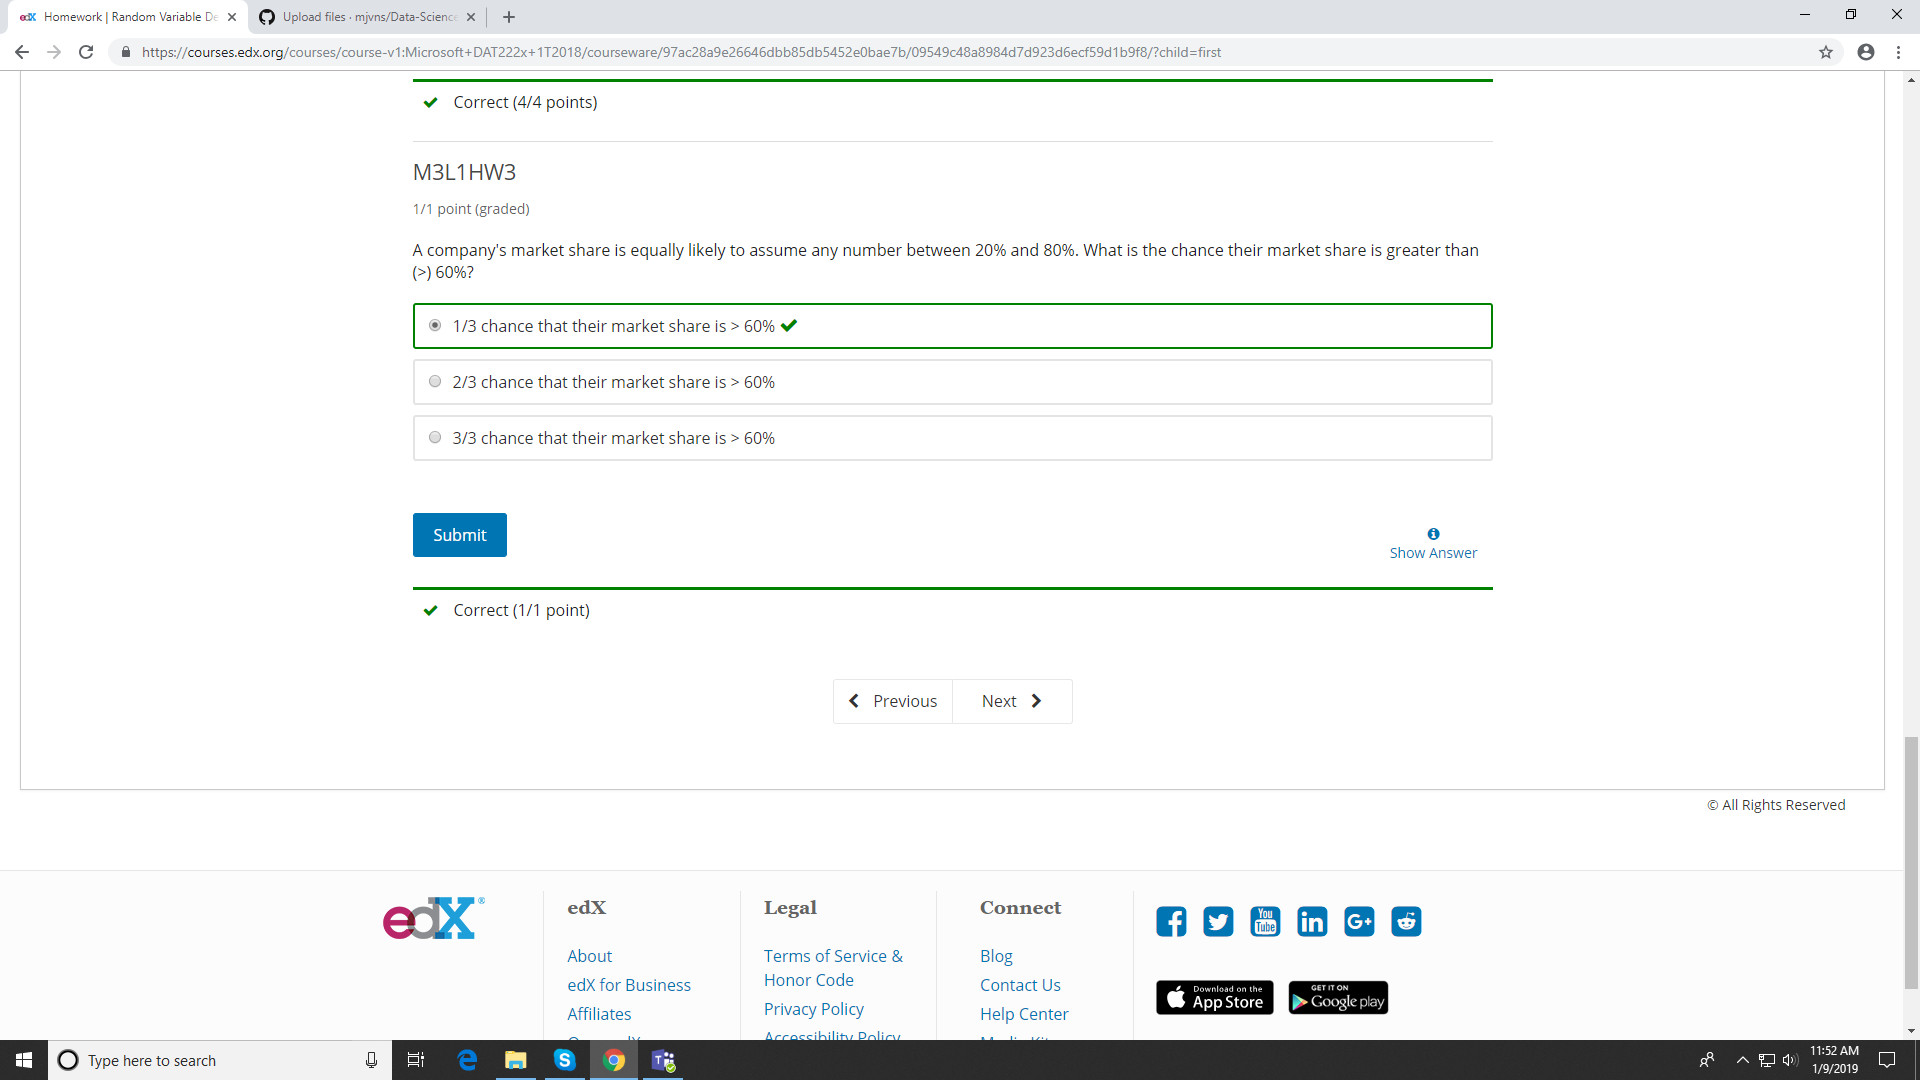 edX Homework | Random Variable De
Upload files · mjvns/Data-Science
https://courses.edx.org/courses/course-v1:Microsoft+DAT222x+1T2018/courseware/97ac28a9e26646dbb85db5452e0bae7b/09549c48a8984d7d923d6ecf59d1b9f8/?child=first
Correct (4/4 points)
M3L1HW3
1/1 point (graded)
A company's market share is equally likely to assume any number between 20% and 80%. What is the chance their market share is greater than
(>) 60%?
1/3 chance that their market share is > 60%
2/3 chance that their market share is > 60%
3/3 chance that their market share is > 60%
Submit
Show Answer
Correct (1/1 point)
Previous
Next
© All Rights Reserved
edX®
edX
About
edX for Business
Affiliates
Legal
Terms of Service &
Honor Code
Privacy Policy
Accessibility Policy
Connect
Blog
Contact Us
Help Center
You
Tube
in
G+
Download on the
App Store
GET IT ON
Google play
Type here to search
11:52 AM
1/9/2019